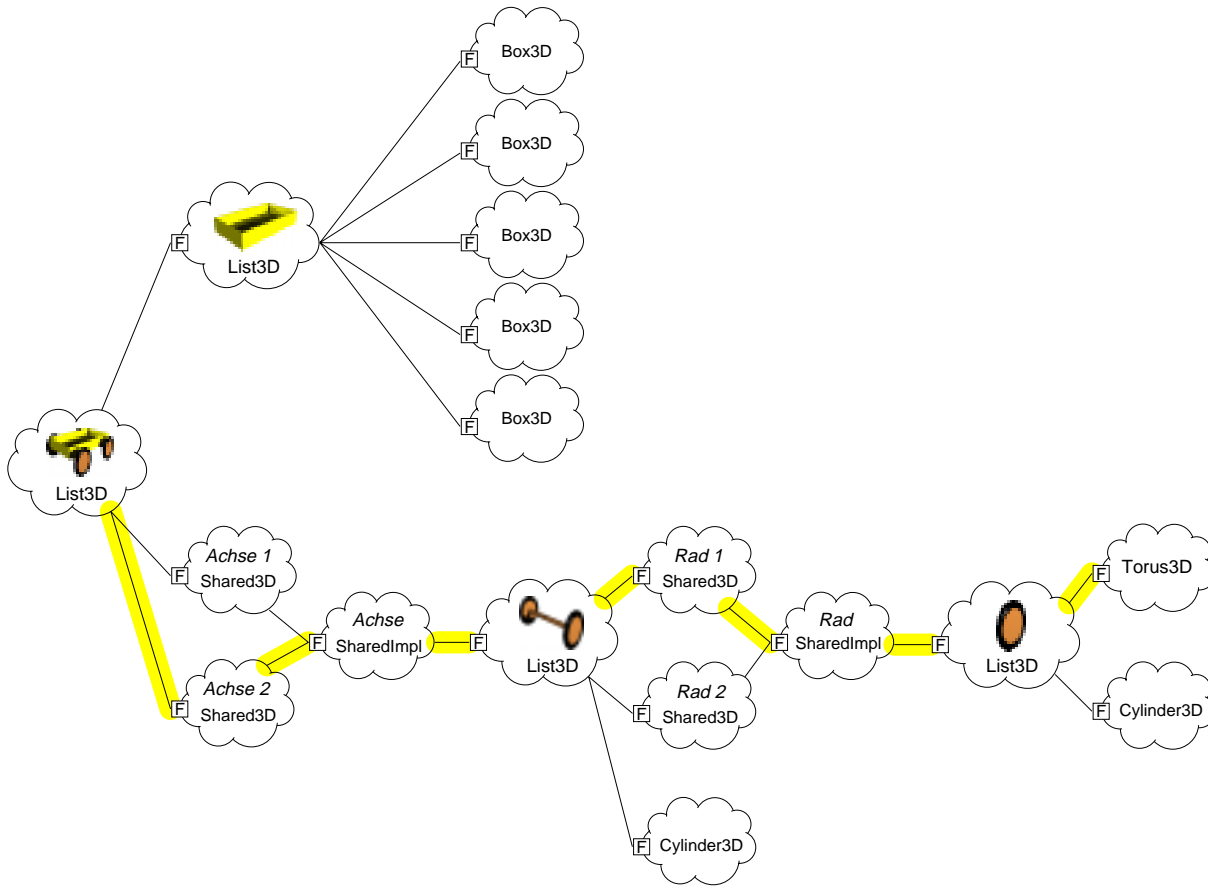 F
Box3D
F
Box3D
F
List3D
F
Box3D
F
Box3D
F
Box3D
List3D
F
Achse 1
Shared3D
F
Achse 2
Shared3D
F
Achse
SharedImpl
F
List3D
F
Rad 1
Shared3D
F
Rad 2
Shared3D
F
Cylinder3D
F
Rad
SharedImpl
F
List3D
F
Torus3D
F
Cylinder3D